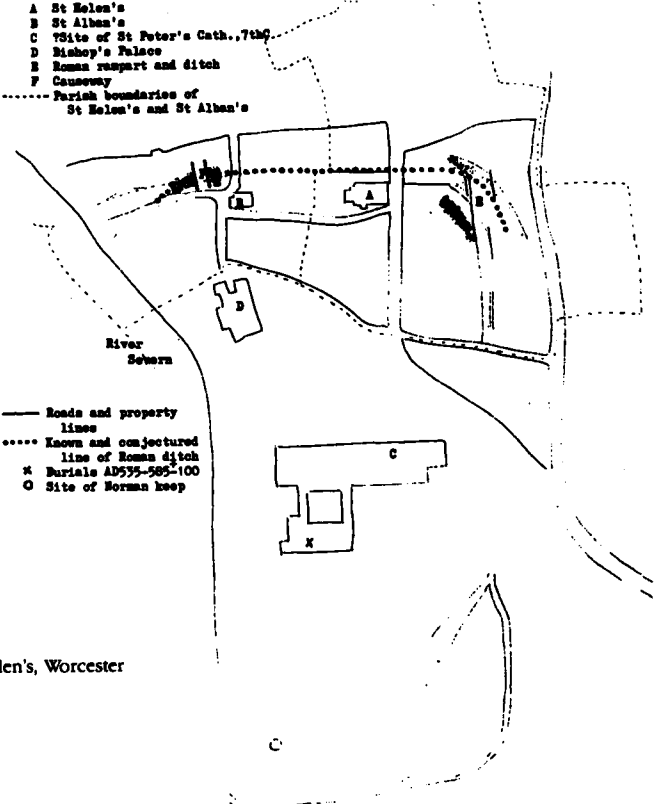 A St Helen's
B St Alban's
C ?Site of St Peter's Cath.,7thC
D Bishop's Palace
E Roman rampart and ditch
F Causeway
Parish boundaries of
St Helen's and St Alban's
A
B
E
D
River
Severn
Roads and property
lines
Known and conjectured
line of Roman ditch
x Burials AD535-585±100
O Site of Norman keep
C
X
len's, Worcester